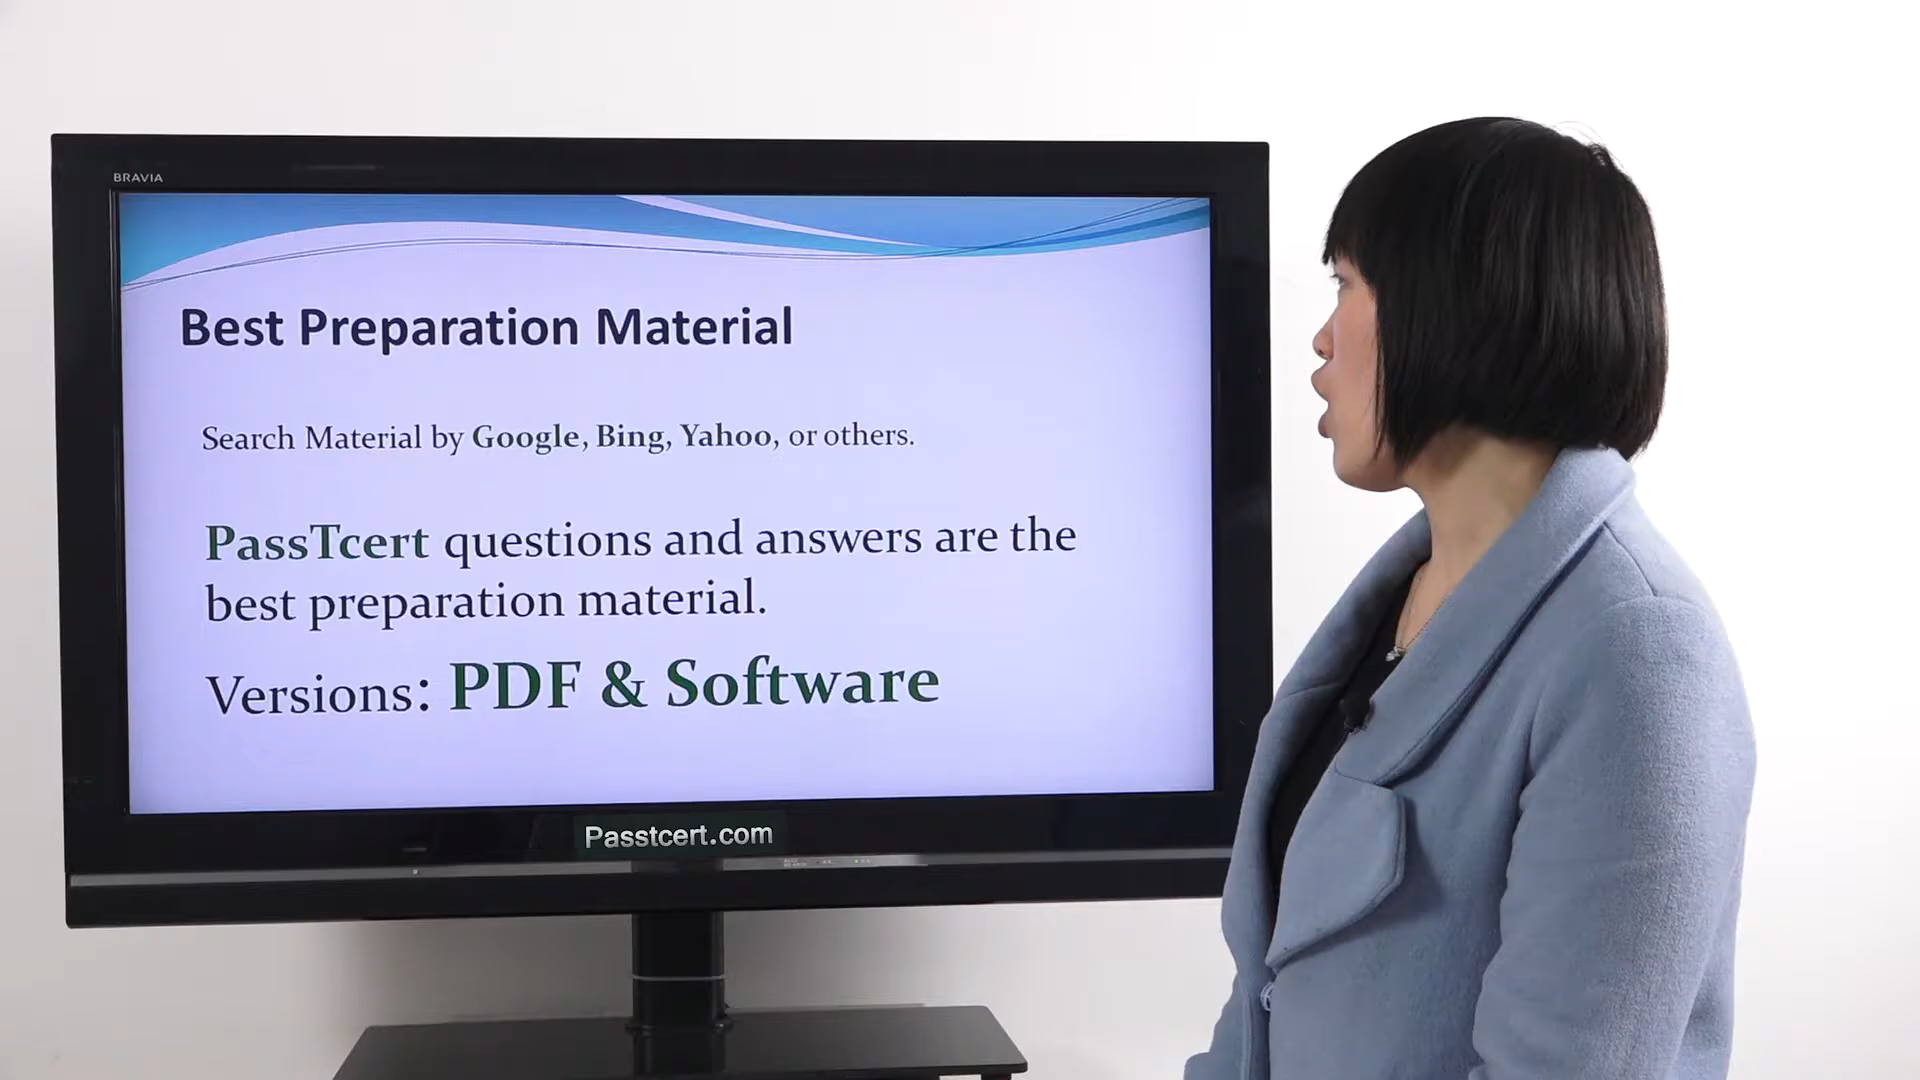 BRAVIA
Best Preparation Material
Search Material by Google, Bing, Yahoo, or others.
PassTcert questions and answers are the
best preparation material.
Versions: PDF & Software
Passtcert.com